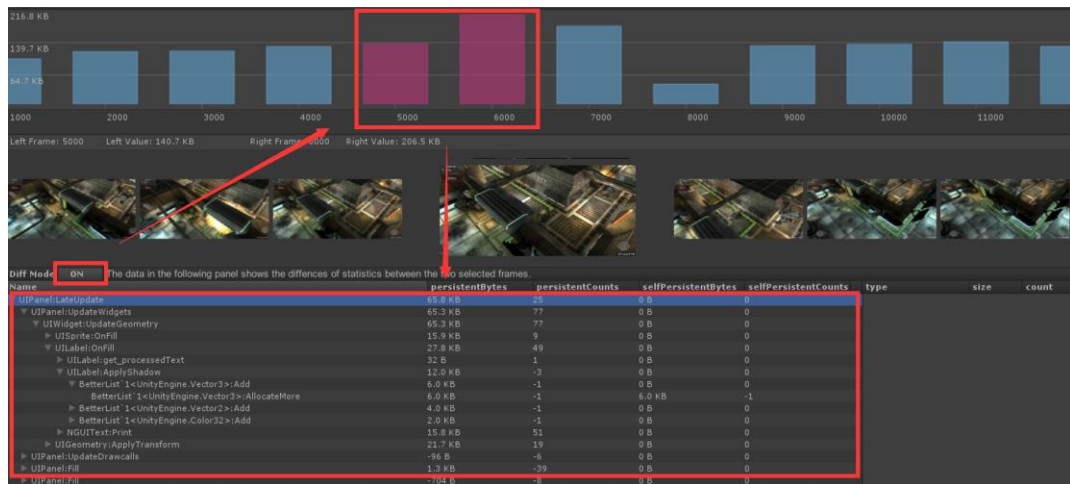 216.8 KB
139.7 KB
64.7 KB
1000 2000 3000 4000 5000 6000 7000 8000 9000 10000 11000
Left Frame: 5000 Left Value: 140.7 KB Right Frame: 6000 Right Value: 206.5 KB
Diff Mode ON The data in the following panel shows the diffences of statistics between the two selected frames.
Name persistentBytes persistentCounts selfPersistentBytes selfPersistentCounts type size count
UIPanel:LateUpdate 65.8 KB 25 0 B 0
UIPanel:UpdateWidgets 65.3 KB 77 0 B 0
UIWidget:UpdateGeometry 65.3 KB 77 0 B 0
UISprite:OnFill 15.9 KB 9 0 B 0
UILabel:OnFill 27.8 KB 49 0 B 0
UILabel:get_processedText 32 B 1 0 B 0
UILabel:ApplyShadow 12.0 KB -3 0 B 0
BetterList`1<UnityEngine.Vector3>:Add 6.0 KB -1 0 B 0
BetterList`1<UnityEngine.Vector3>:AllocateMore 6.0 KB -1 6.0 KB -1
BetterList`1<UnityEngine.Vector2>:Add 4.0 KB -1 0 B 0
BetterList`1<UnityEngine.Color32>:Add 2.0 KB -1 0 B 0
NGUIText:Print 15.8 KB 51 0 B 0
UIGeometry:ApplyTransform 21.7 KB 19 0 B 0
UIPanel:UpdateDrawcalls -96 B -6 0 B 0
UIPanel:Fill 1.3 KB -39 0 B 0
UIPanel:Fill -704 B -8 0 B 0